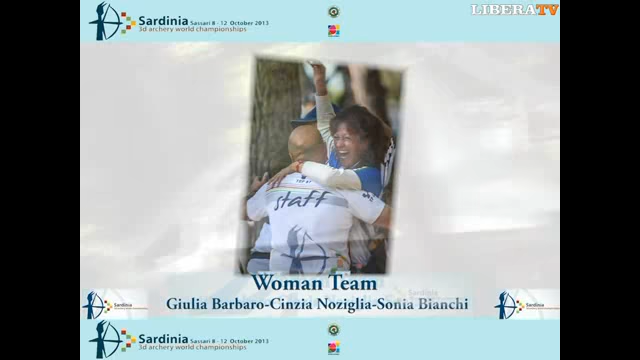 Sardinia Sassari 8 - 12 October 2013
3d archery world championships
LIBERATV
staff
Woman Team
Giulia Barbaro-Cinzia Noziglia-Sonia Bianchi
Sardinia
Sardinia
Sardinia Sassari 8 - 12 October 2013
3d archery world championships